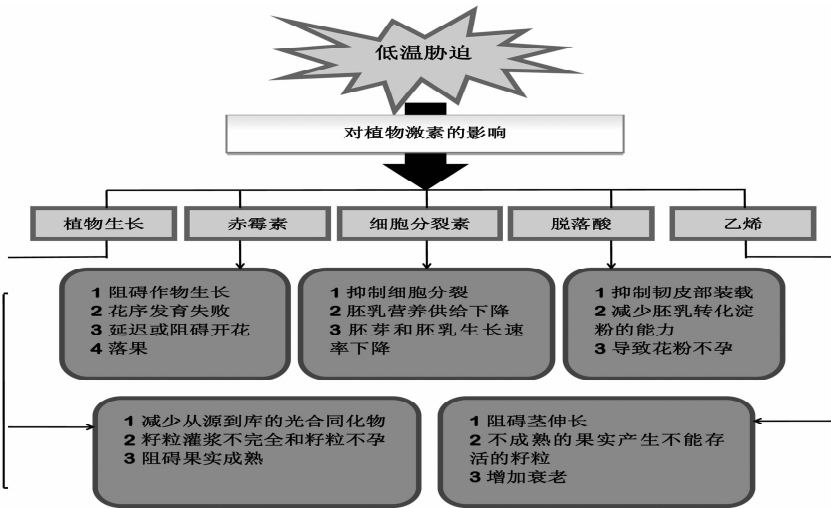 低温胁迫
对植物激素的影响
植物生长
赤霉素
细胞分裂素
脱落酸
乙烯
1 阻碍作物生长
2 花序发育失败
3 延迟或阻碍开花
4 落果
1 抑制细胞分裂
2 胚乳营养供给下降
3 胚芽和胚乳生长速
率下降
1 抑制韧皮部装载
2 减少胚乳转化淀
粉的能力
3 导致花粉不孕
1 减少从源到库的光合同化物
2 籽粒灌浆不完全和籽粒不孕
3 阻碍果实成熟
1 阻碍茎伸长
2 不成熟的果实产生不能存
活的籽粒
3 增加衰老